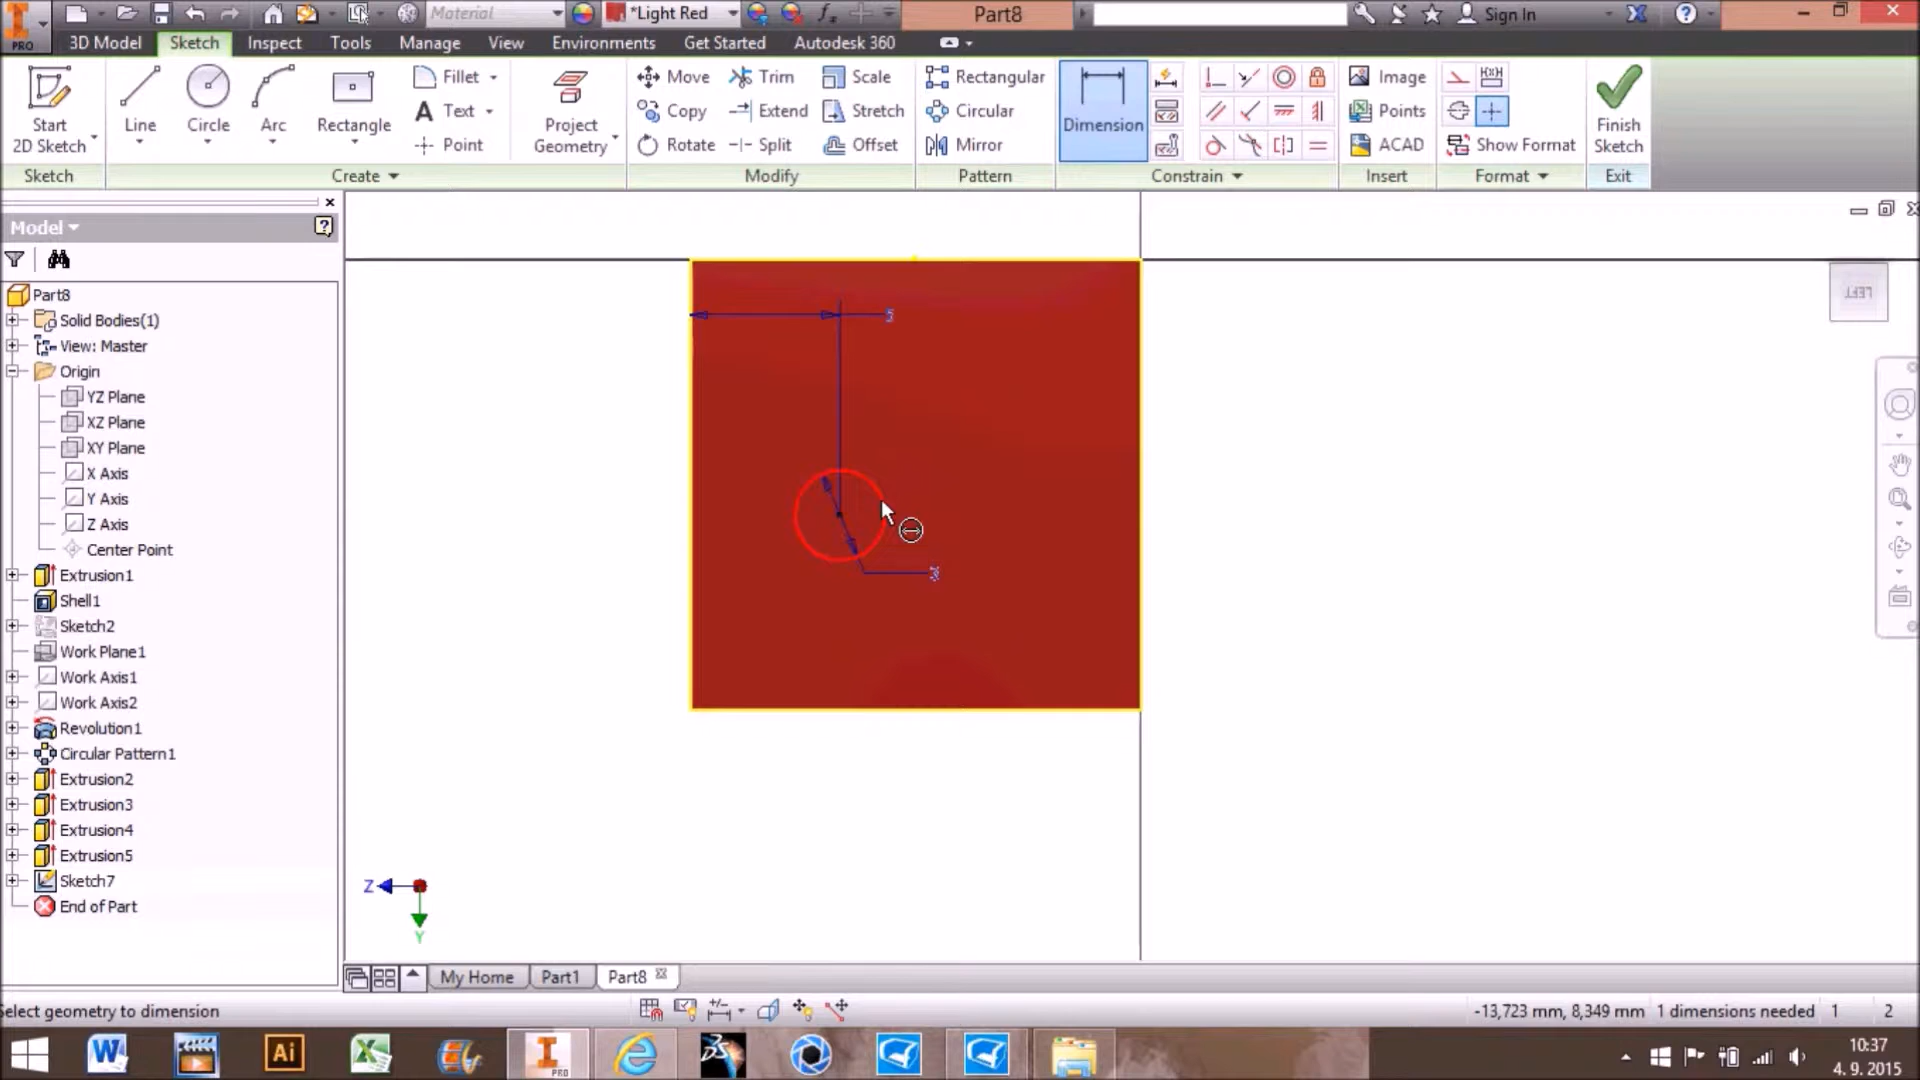 PRO
Material
*Light Red
Part8
Sign In
3D Model
Sketch
Inspect
Tools
Manage
View
Environments
Get Started
Autodesk 360
Start
2D Sketch
Line
Circle
Arc
Rectangle
Fillet
Text
Point
Project
Geometry
Move
Trim
Scale
Copy
Extend
Stretch
Rotate
Split
Offset
Rectangular
Circular
Mirror
Dimension
Image
Points
ACAD
Show Format
Finish
Sketch
Sketch
Create
Modify
Pattern
Constrain
Insert
Format
Exit
Model
Part8
Solid Bodies(1)
View: Master
Origin
YZ Plane
XZ Plane
XY Plane
X Axis
Y Axis
Z Axis
Center Point
Extrusion1
Shell1
Sketch2
Work Plane1
Work Axis1
Work Axis2
Revolution1
Circular Pattern1
Extrusion2
Extrusion3
Extrusion4
Extrusion5
Sketch7
End of Part
5
3
LEFT
Z
Y
My Home
Part1
Part8
Select geometry to dimension
-13,723 mm, 8,349 mm 1 dimensions needed 1 2
Ai
PRO
10:37
4. 9. 2015